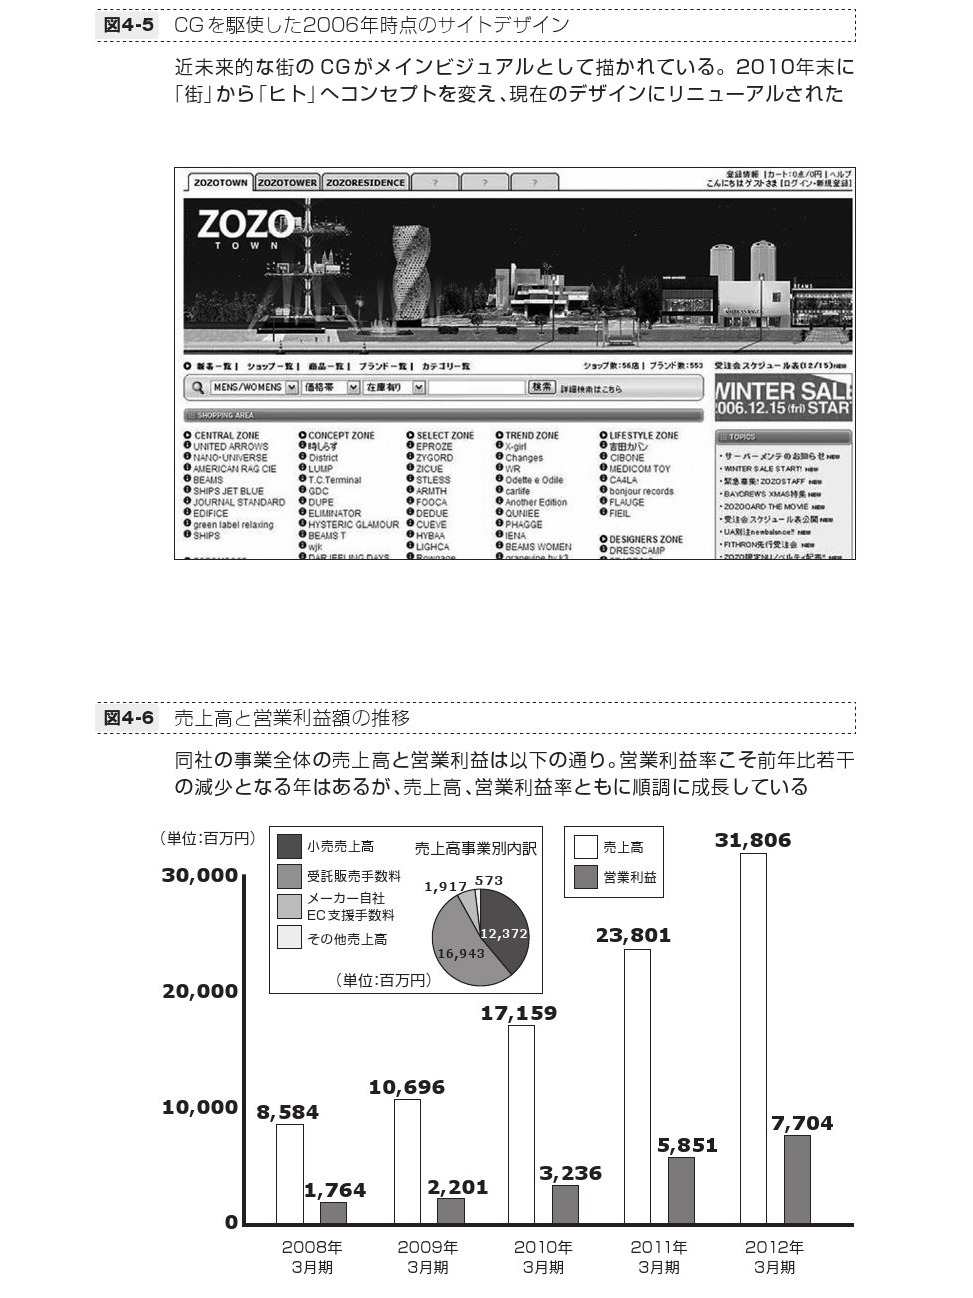 図4-5 CGを駆使した2006年時点のサイトデザイン
近未来的な街のCGがメインビジュアルとして描かれている。2010年末に
「街」から「ヒト」へコンセプトを変え、現在のデザインにリニューアルされた
ZOZOTOWN ZOZOTOWER ZOZORESIDENCE ? ? ?
登録情報 |カート:0点/0円|ヘルプ
こんにちは ゲストさま [ログイン・新規登録]
ZOZO
TOWN
BEAMS
新着一覧| ショップ一覧| 商品一覧| ブランド一覧| カテゴリ一覧
ショップ数:56店 | ブランド数:553
受注会スケジュール表(12/15)NEW
MENS/WOMENS 価格帯 在庫有り 検索 詳細検索はこちら
WINTER SALE
2006.12.15 (fri) START
SHOPPING AREA
CENTRAL ZONE
UNITED ARROWS
NANO-UNIVERSE
AMERICAN RAG CIE
BEAMS
SHIPS JET BLUE
JOURNAL STANDARD
EDIFICE
green label relaxing
SHIPS
CONCEPT ZONE
時しらず
District
LUMP
T.C.Terminal
GDC
DUPE
ELIMINATOR
HYSTERIC GLAMOUR
BEAMS T
wjk
DARJEELING DAYS
SELECT ZONE
EPROZE
ZYGORD
ZICUE
STLESS
ARMTH
FOOCA
DEDUE
CUEVE
HYBAA
LIGHCA
TREND ZONE
X-girl
Changes
WR
Odette e Odile
carlife
Another Edition
QUNIEE
PHAGGE
IENA
BEAMS WOMEN
grapevine by k3
LIFESTYLE ZONE
吉田カバン
CIBONE
MEDICOM TOY
CA4LA
bonjour records
FLAUGE
FIEIL
DESIGNERS ZONE
DRESSCAMP
TOPICS
・サーバーメンテのお知らせ NEW
・WINTER SALE START! NEW
・緊急募集! ZOZOSTAFF NEW
・BAYCREW'S XMAS特集 NEW
・ZOZOCARD THE MOVIE NEW
・受注会スケジュール表公開 NEW
・UA別注newbalance!! NEW
・FITHRON先行受注会 NEW
図4-6 売上高と営業利益額の推移
同社の事業全体の売上高と営業利益は以下の通り。営業利益率こそ前年比若干
の減少となる年はあるが、売上高、営業利益率ともに順調に成長している
(単位:百万円)
30,000
20,000
10,000
0
小売売上高
受託販売手数料
メーカー自社
EC支援手数料
その他売上高
売上高事業別内訳
1,917 573
12,372
16,943
(単位:百万円)
売上高
営業利益
8,584
1,764
10,696
2,201
17,159
3,236
23,801
5,851
31,806
7,704
2008年
3月期
2009年
3月期
2010年
3月期
2011年
3月期
2012年
3月期